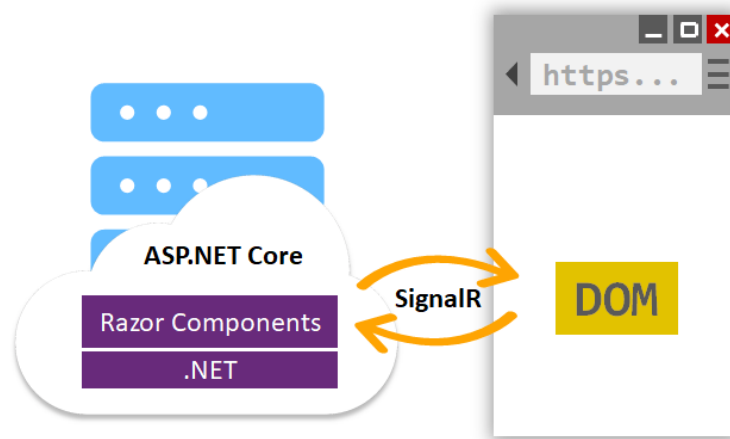 https...
ASP.NET Core
SignalR
Razor Components
.NET
DOM